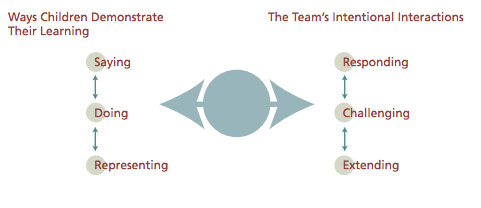 Ways Children Demonstrate
Their Learning
Saying
Doing
Representing
The Team's Intentional Interactions
Responding
Challenging
Extending